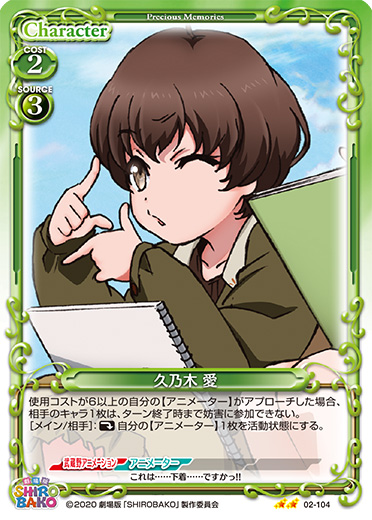 Precious Memories
Character
COST
2
SOURCE
3
久乃木 愛
使用コストが6以上の自分の【アニメーター】がアプローチした場合、
相手のキャラ1枚は、ターン終了時まで妨害に参加できない。
[メイン/相手]: 自分の【アニメーター】1枚を活動状態にする。
武蔵野アニメーション アニメーター
これは……下着……ですかっ!!
劇場版
SHIROBAKO
©2020 劇場版「SHIROBAKO」製作委員会
02-104